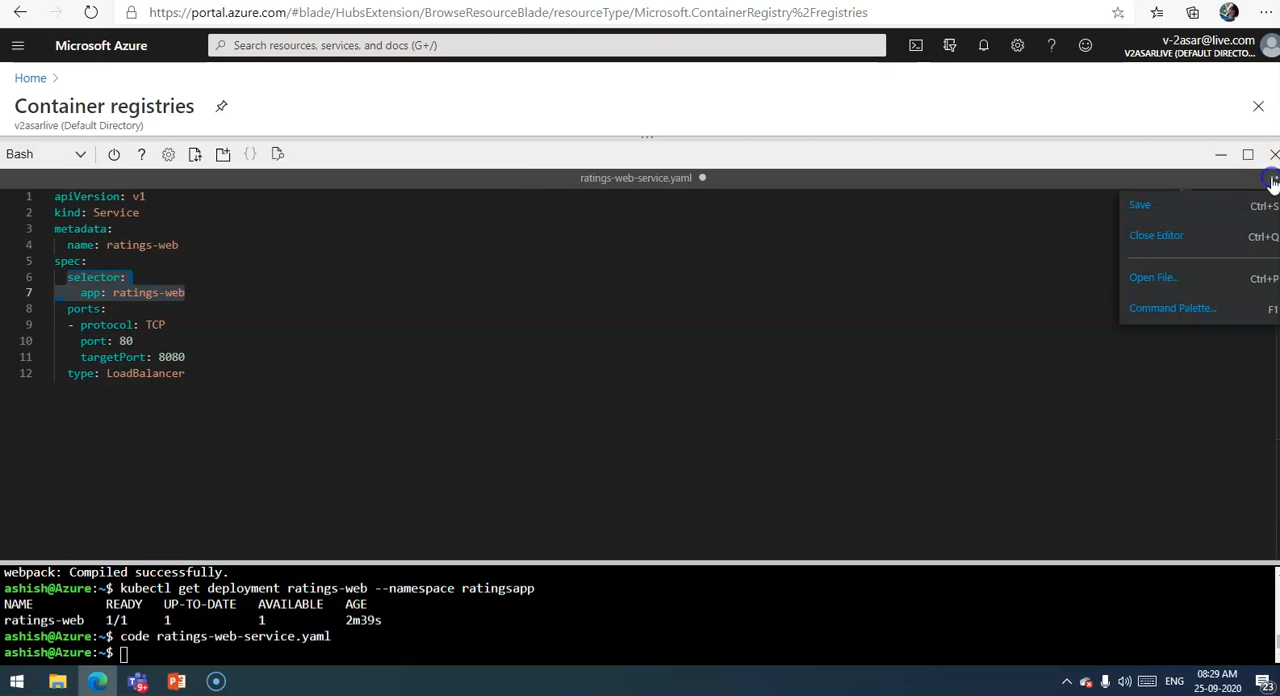 https://portal.azure.com/#blade/HubsExtension/BrowseResourceBlade/resourceType/Microsoft.ContainerRegistry%2Fregistries
Microsoft Azure
Search resources, services, and docs (G+/)
v-2asar@live.com
V2ASARLIVE (DEFAULT DIRECTO...
Home >
Container registries
v2asarlive (Default Directory)
Bash
ratings-web-service.yaml
1 apiVersion: v1
2 kind: Service
3 metadata:
4 name: ratings-web
5 spec:
6 selector:
7 app: ratings-web
8 ports:
9 - protocol: TCP
10 port: 80
11 targetPort: 8080
12 type: LoadBalancer
Save Ctrl+S
Close Editor Ctrl+Q
Open File... Ctrl+P
Command Palette... F1
webpack: Compiled successfully.
ashish@Azure:~$ kubectl get deployment ratings-web --namespace ratingsapp
NAME READY UP-TO-DATE AVAILABLE AGE
ratings-web 1/1 1 1 2m39s
ashish@Azure:~$ code ratings-web-service.yaml
ashish@Azure:~$
ENG
08:29 AM
25-09-2020
23